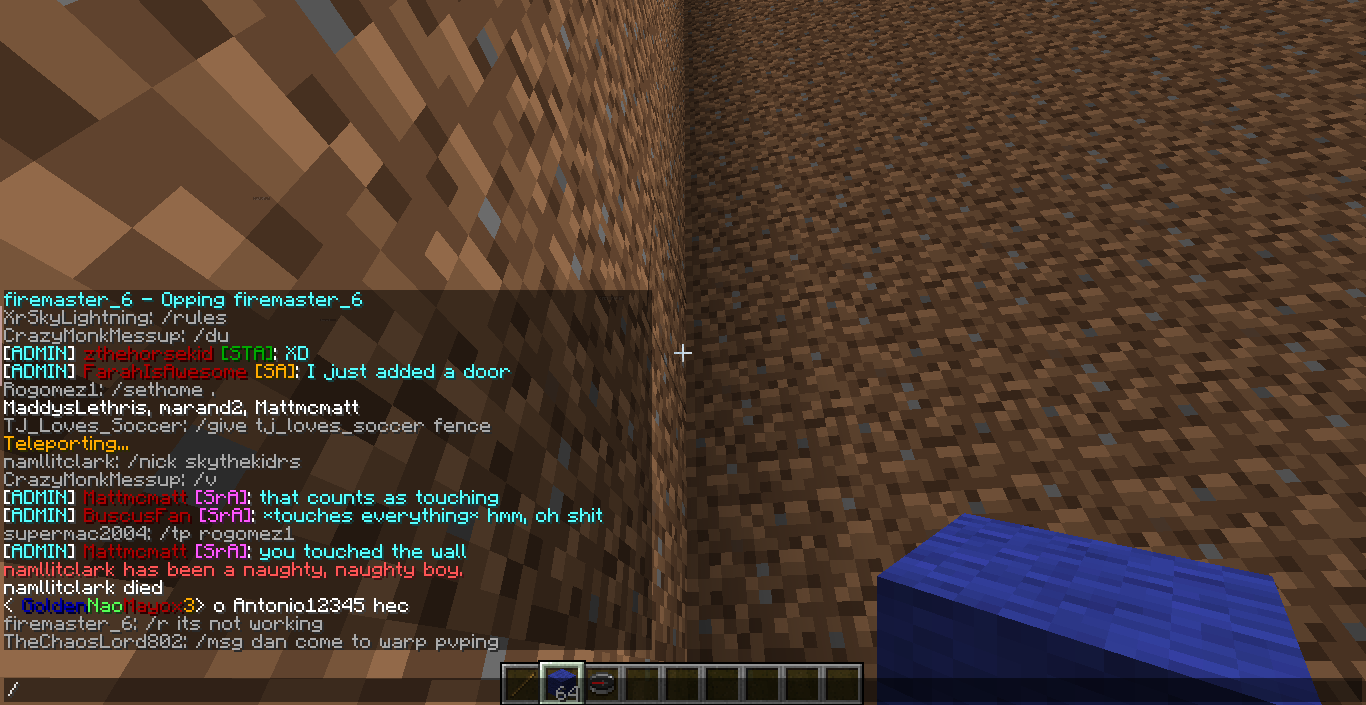 firemaster_6 - Opping firemaster_6
XrSkyLightning: /rules
CrazyMonkMessup: /du
[ADMIN] zthehorsekid [STA]: XD
[ADMIN] FarahIsAwesome [SA]: I just added a door
Rogomez1: /sethome .
MaddysLethris, marand2, Mattmcmatt
TJ_Loves_Soccer: /give tj_loves_soccer fence
Teleporting...
namllitclark: /nick skythekidrs
CrazyMonkMessup: /v
[ADMIN] Mattmcmatt [SrA]: that counts as touching
[ADMIN] BuscusFan [SrA]: *touches everything* hmm, oh shit
supermac2004: /tp rogomez1
[ADMIN] Mattmcmatt [SrA]: you touched the wall
namllitclark has been a naughty, naughty boy.
namllitclark died
< GoldenNaoMayox3> o Antonio12345 hec
firemaster_6: /r its not working
TheChaosLord802: /msg dan come to warp pvping
64
/